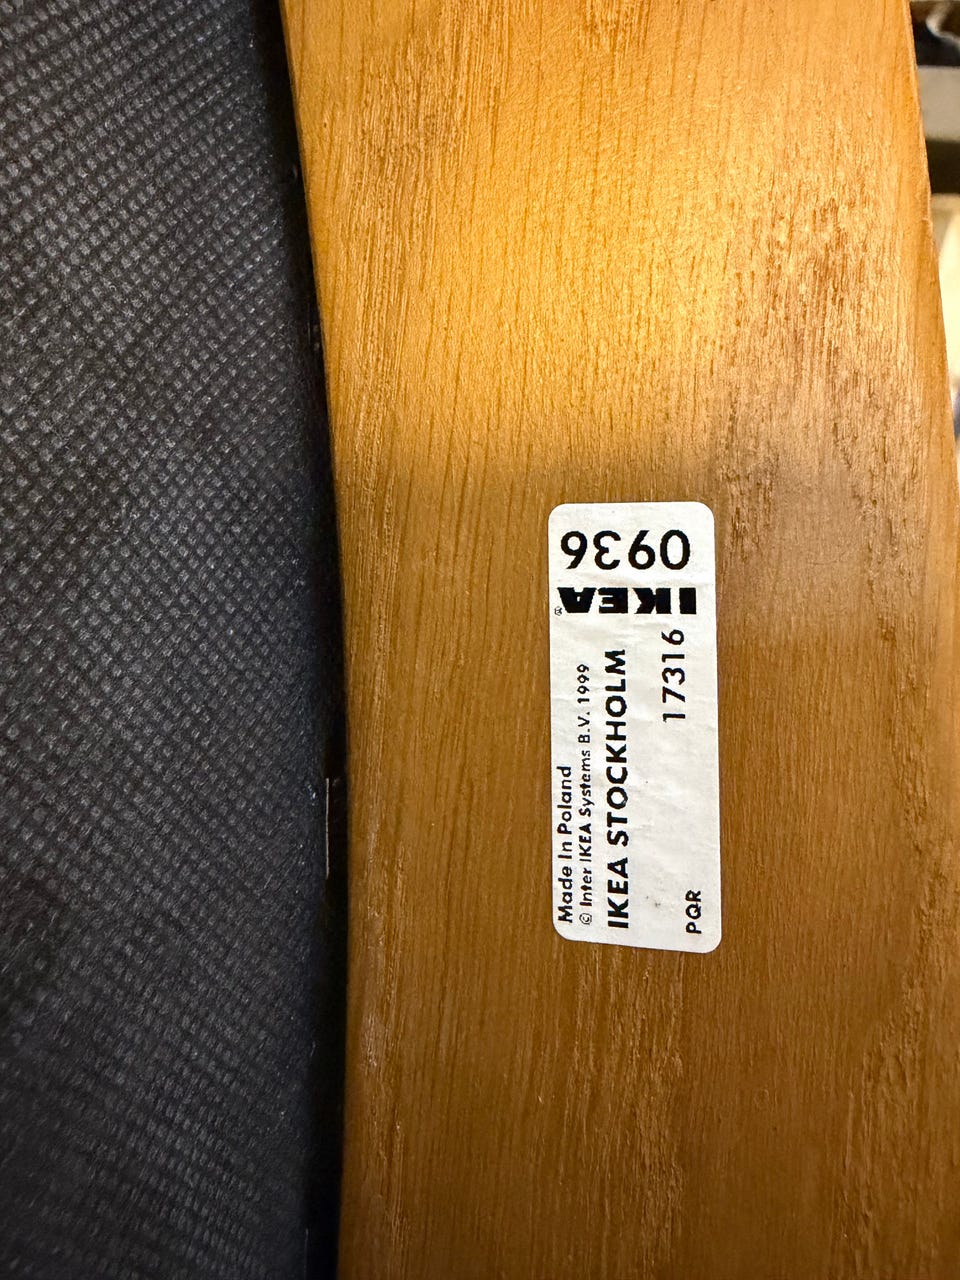 Made In Poland
© Inter IKEA Systems B.V. 1999
IKEA STOCKHOLM
17316
PQR
IKEA®
0936